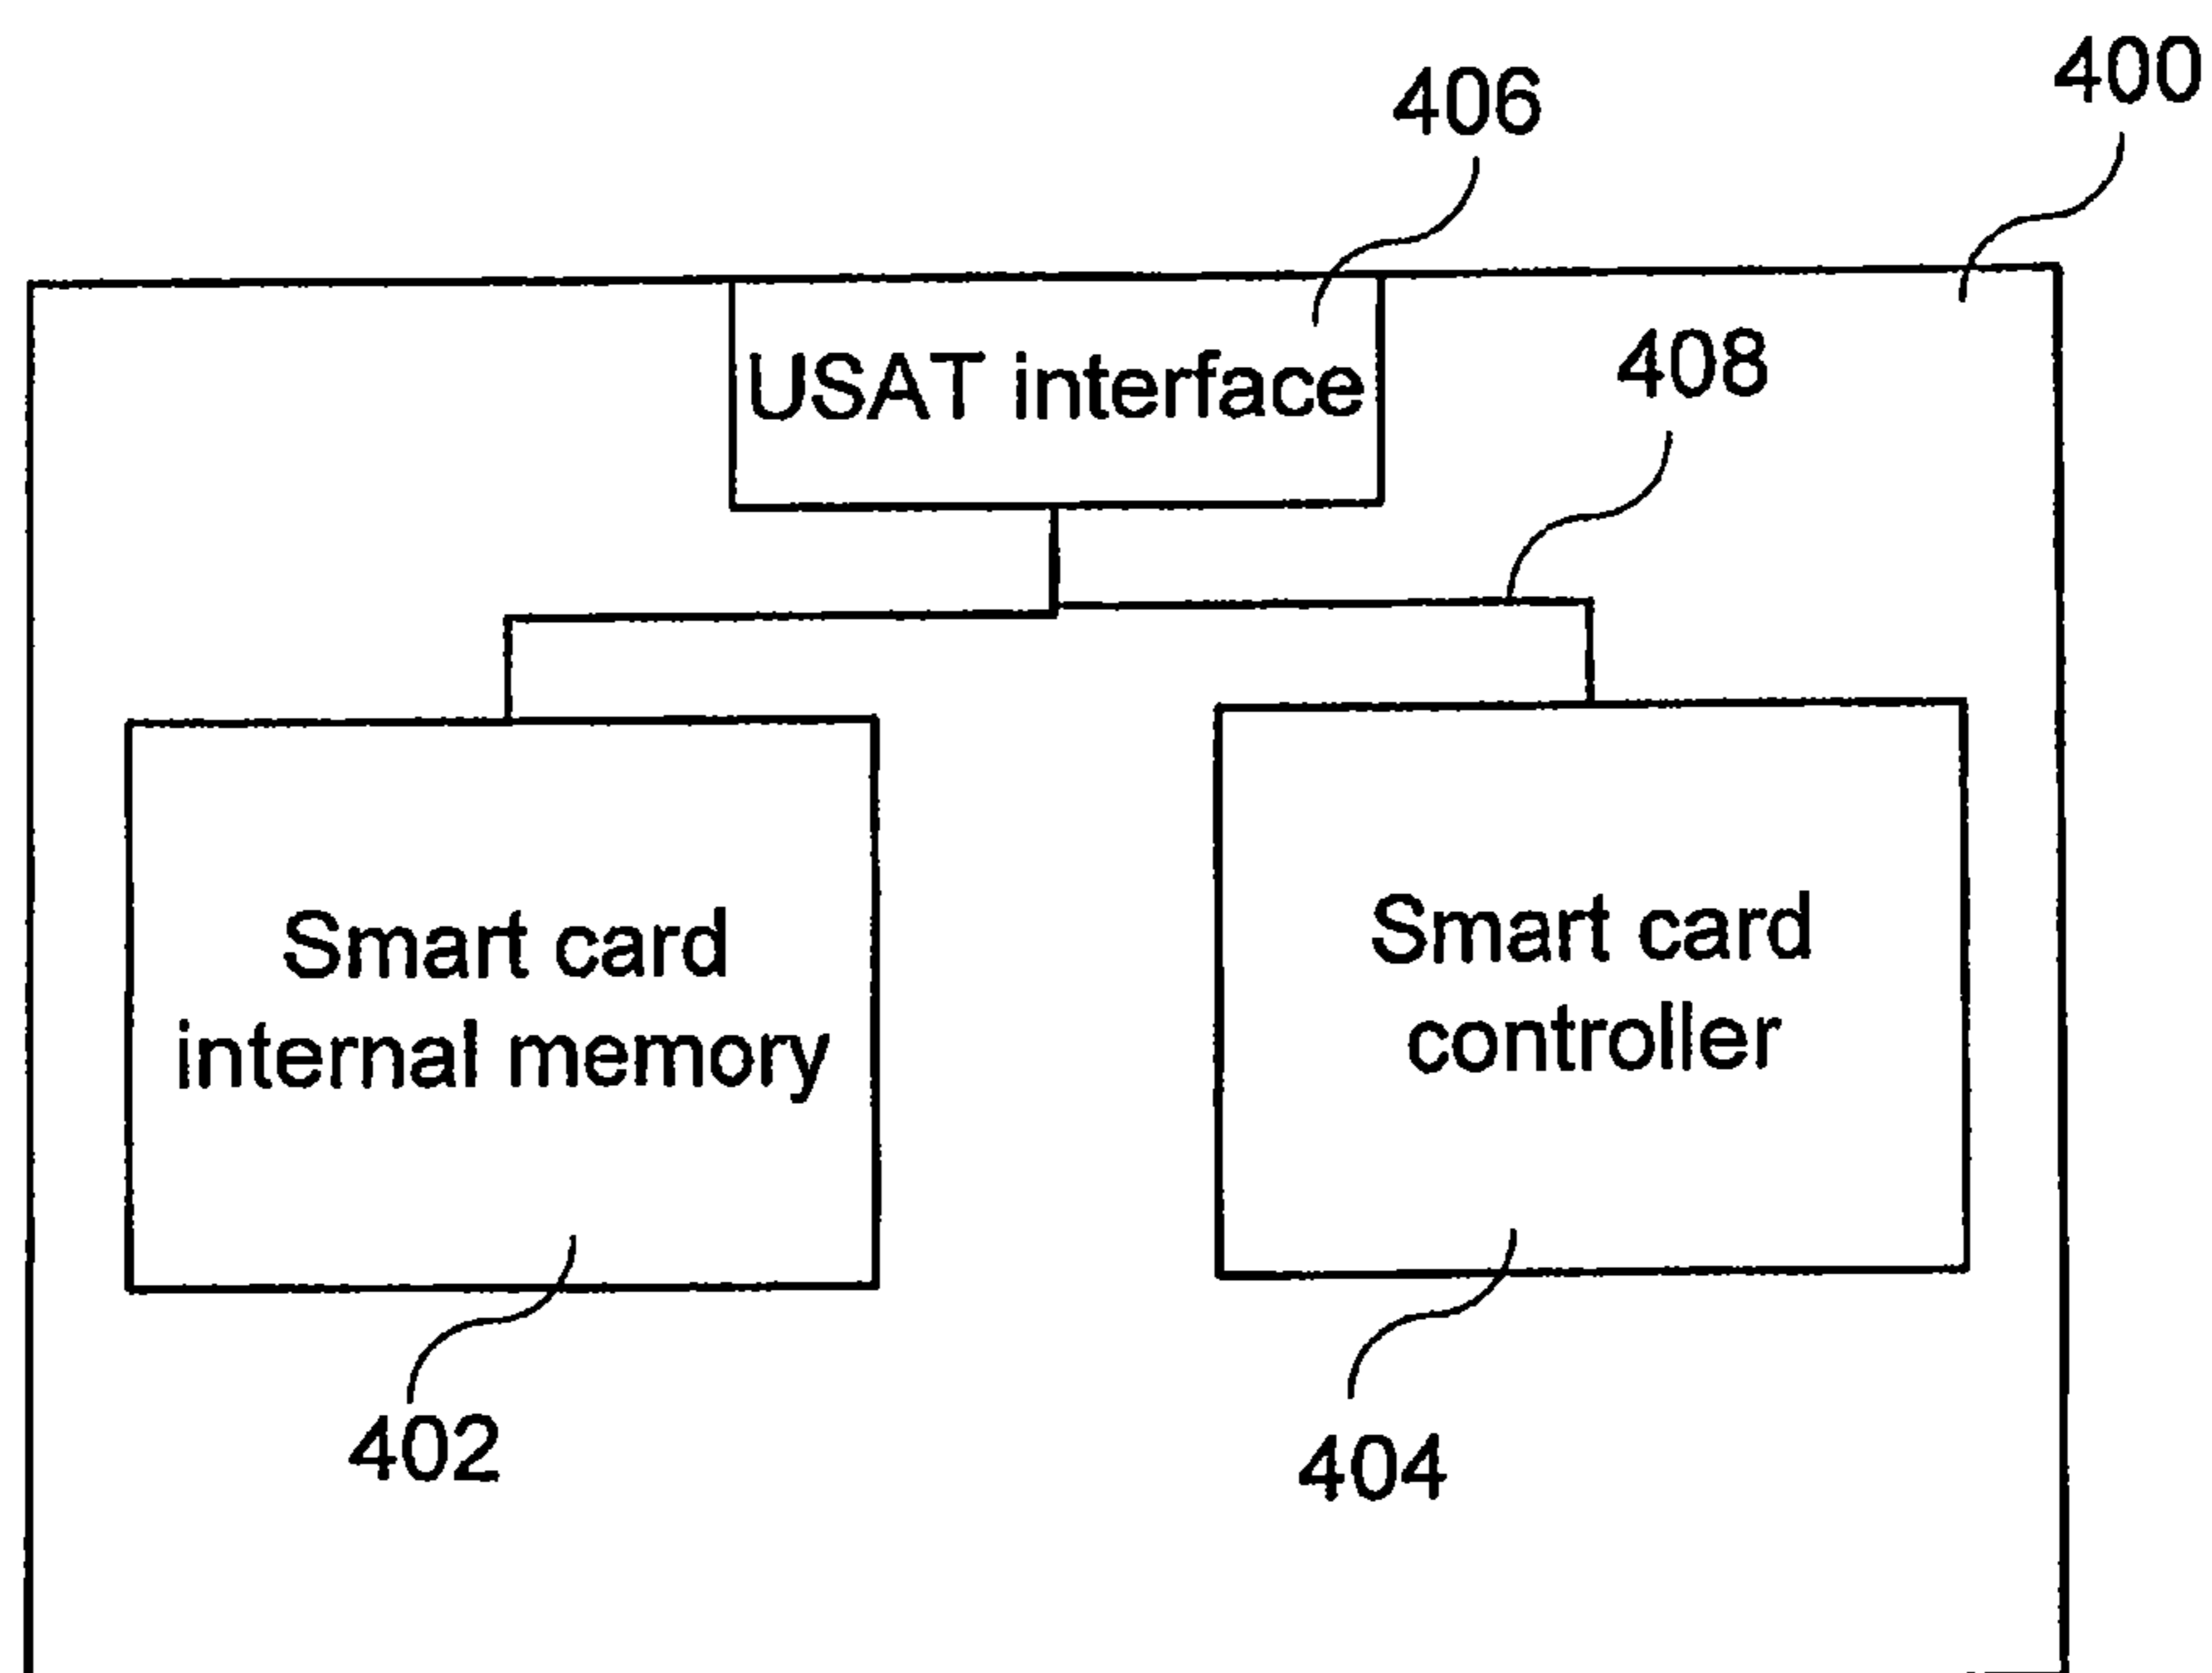 400
406
USAT interface
408
Smart card
internal memory
Smart card
controller
402
404